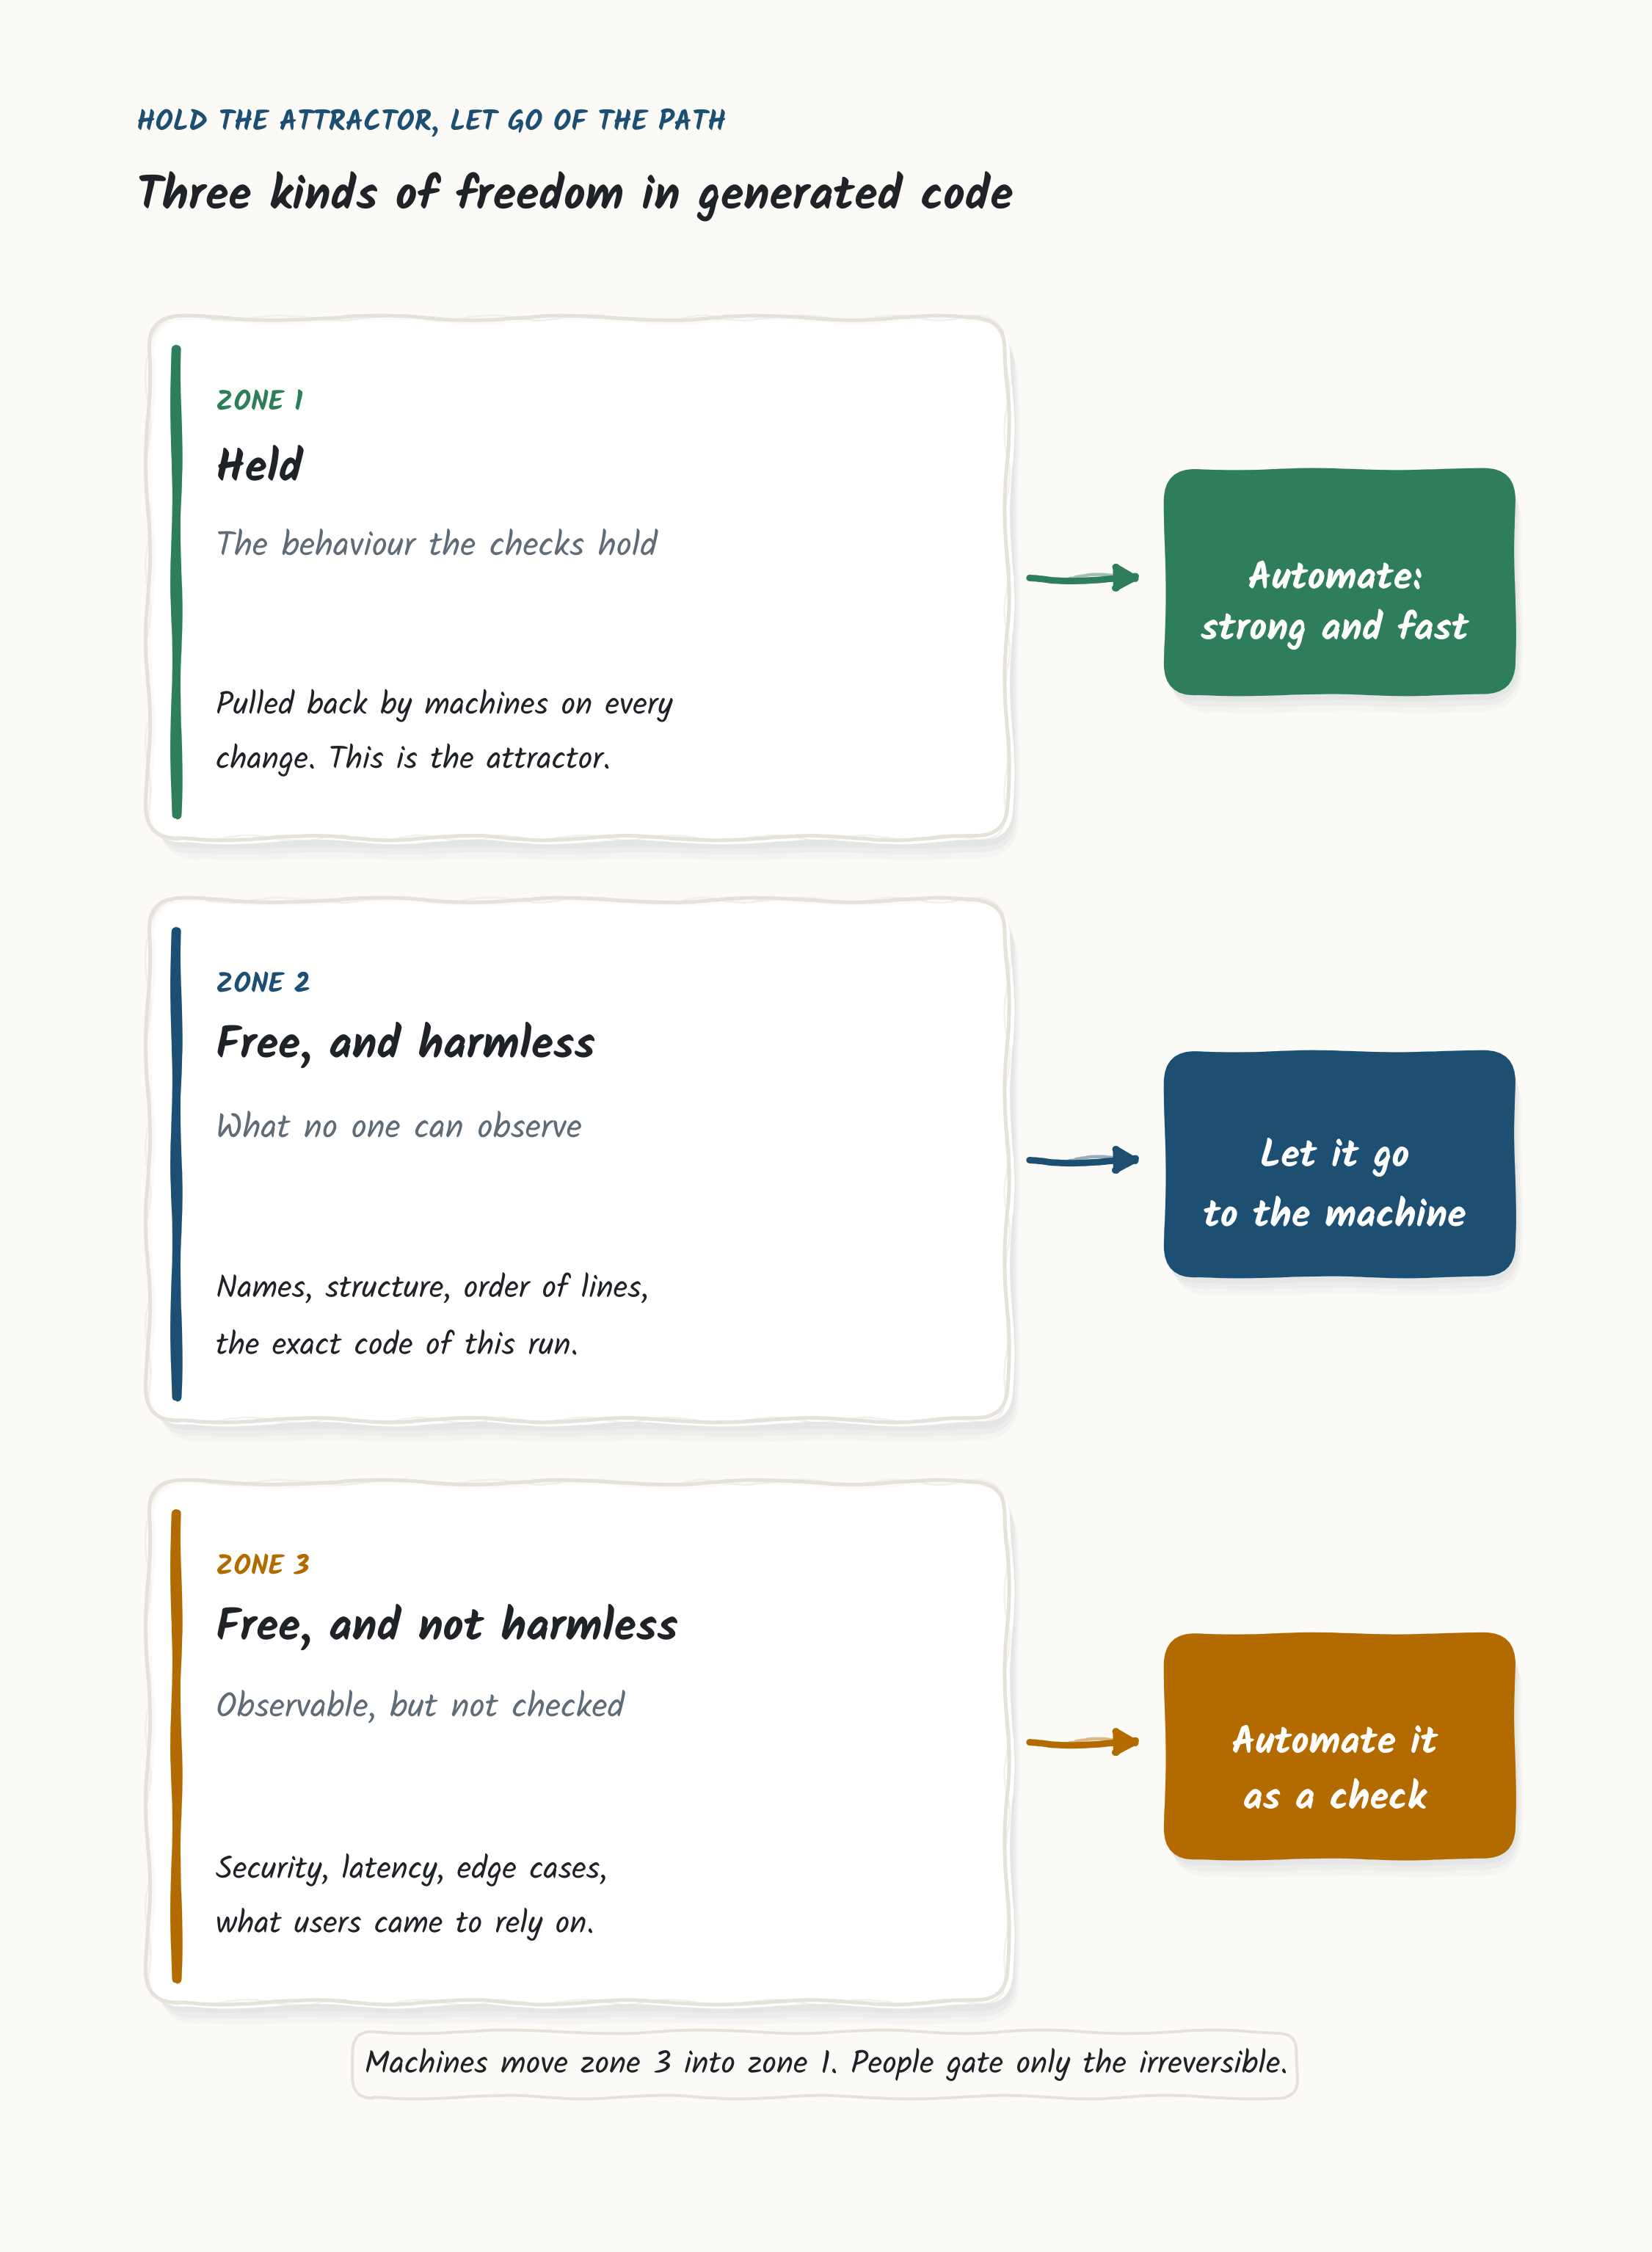 HOLD THE ATTRACTOR, LET GO OF THE PATH
Three kinds of freedom in generated code
ZONE 1
Held
The behaviour the checks hold
Pulled back by machines on every
change. This is the attractor.
Automate:
strong and fast
ZONE 2
Free, and harmless
What no one can observe
Names, structure, order of lines,
the exact code of this run.
Let it go
to the machine
ZONE 3
Free, and not harmless
Observable, but not checked
Security, latency, edge cases,
what users came to rely on.
Automate it
as a check
Machines move zone 3 into zone 1. People gate only the irreversible.